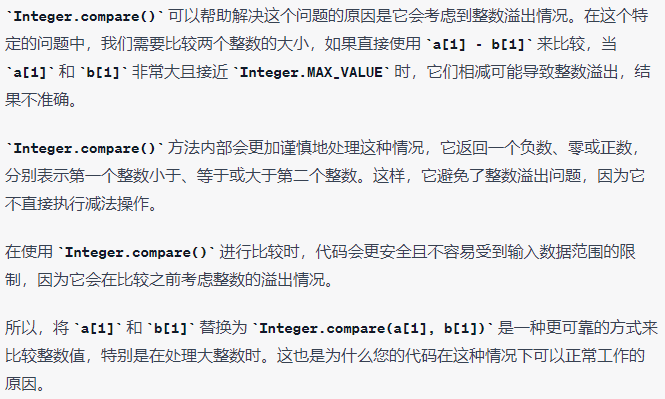 `Integer.compare()` 可以帮助解决这个问题的原因是它会考虑到整数溢出情况。在这个特
定的问题中，我们需要比较两个整数的大小，如果直接使用 `a[i] - b[i]` 来比较，当
`a[i]` 和 `b[i]` 非常大且接近 `Integer.MAX_VALUE` 时，它们相减可能导致整数溢出，结
果不准确。
`Integer.compare()` 方法内部会更加谨慎地处理这种情况，它返回一个负数、零或正数，
分别表示第一个整数小于、等于或大于第二个整数。这样，它避免了整数溢出问题，因为它
不直接执行减法操作。
在使用 `Integer.compare()` 进行比较时，代码会更安全且不容易受到输入数据范围的限
制，因为它会在比较之前考虑整数的溢出情况。
所以，将 `a[i]` 和 `b[i]` 替换为 `Integer.compare(a[i], b[i])` 是一种更可靠的方式来
比较整数值，特别是在处理大整数时。这也是为什么您的代码在这种情况下可以正常工作的
原因。